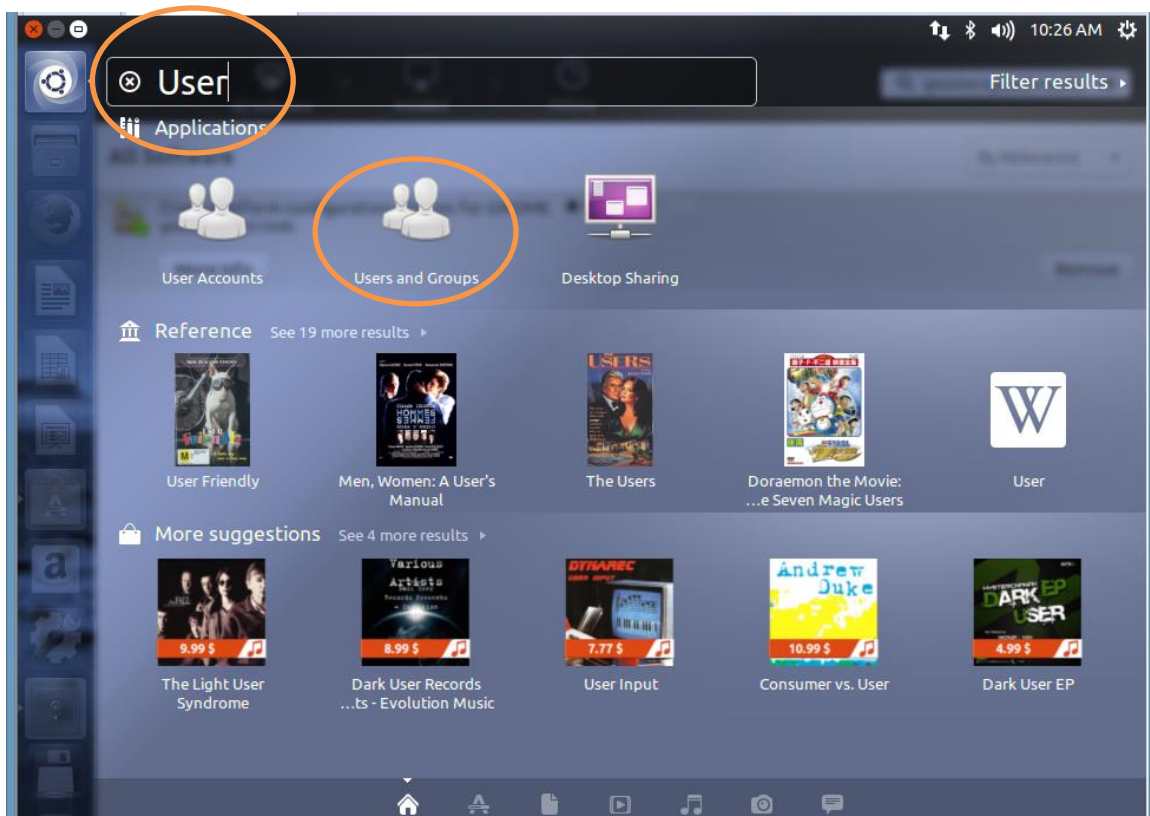 10:26 AM
User
Filter results
Applications
User Accounts
Users and Groups
Desktop Sharing
Reference See 19 more results
THE USERS
W
User Friendly
Men, Women: A User's
Manual
The Users
Doraemon the Movie:
...e Seven Magic Users
User
More suggestions See 4 more results
Various
Artists
DYNAREC
USER INPUT
Andrew
Duke
DARK EP
USER
a
9.99 $
8.99 $
7.77 $
10.99 $
4.99 $
The Light User
Syndrome
Dark User Records
...ts - Evolution Music
User Input
Consumer vs. User
Dark User EP